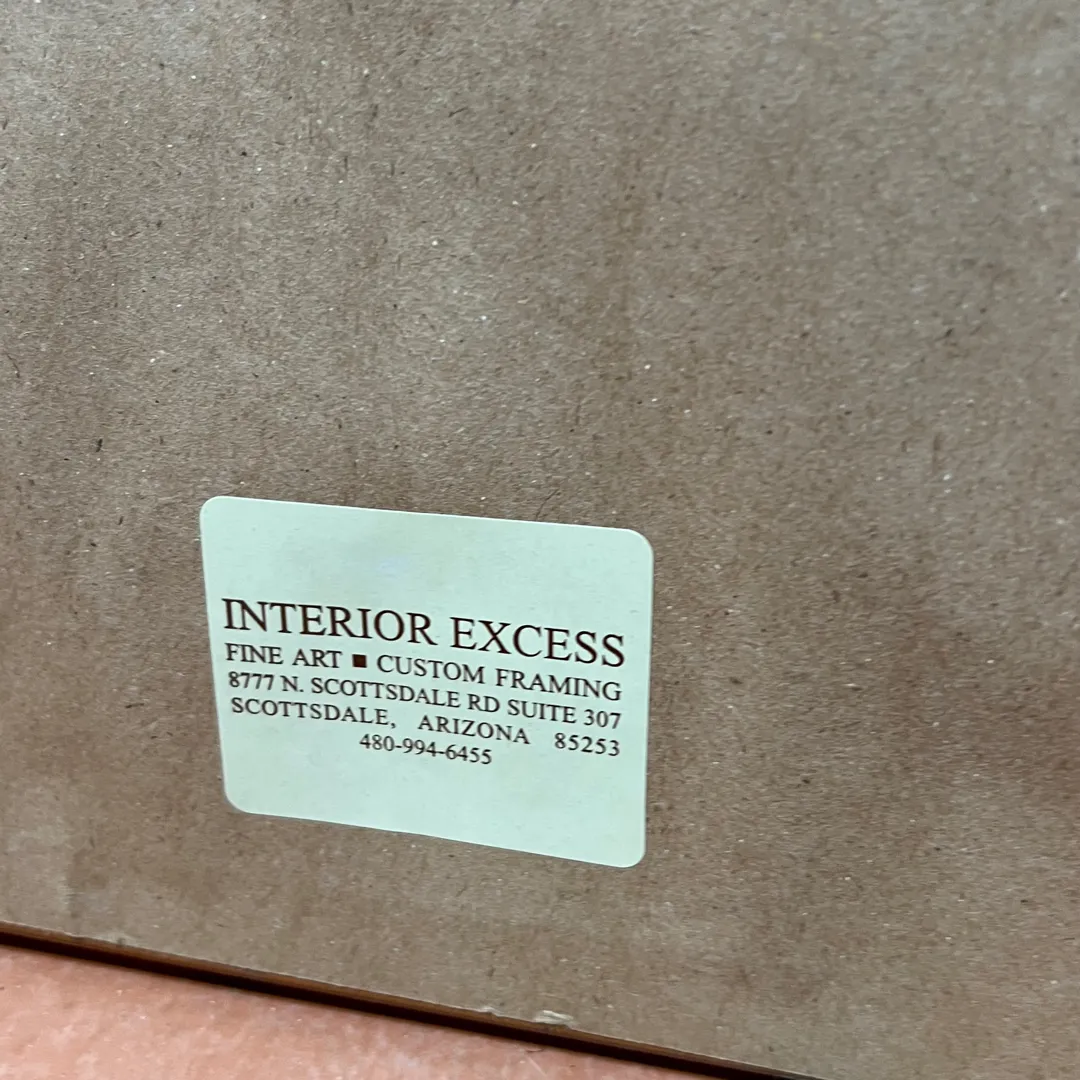 INTERIOR EXCESS
FINE ART ■ CUSTOM FRAMING
8777 N. SCOTTSDALE RD SUITE 307
SCOTTSDALE, ARIZONA 85253
480-994-6455